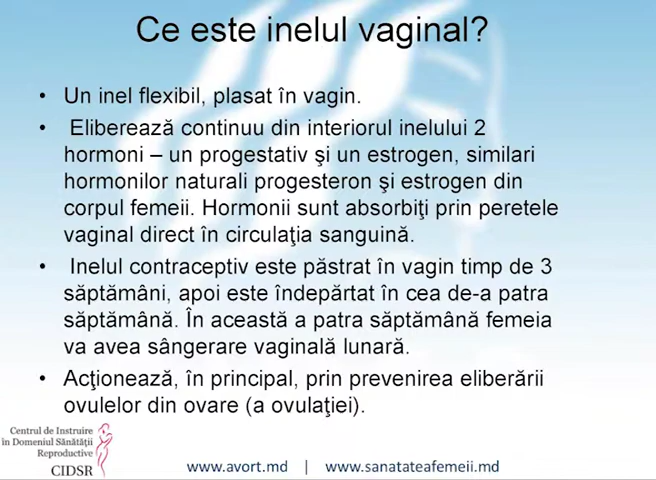 Ce este inelul vaginal?
• Un inel flexibil, plasat în vagin.
• Eliberează continuu din interiorul inelului 2
hormoni – un progestativ şi un estrogen, similari
hormonilor naturali progesteron şi estrogen din
corpul femeii. Hormonii sunt absorbiţi prin peretele
vaginal direct în circulaţia sanguină.
• Inelul contraceptiv este păstrat în vagin timp de 3
săptămâni, apoi este îndepărtat în cea de-a patra
săptămână. În această a patra săptămână femeia
va avea sângerare vaginală lunară.
• Acţionează, în principal, prin prevenirea eliberării
ovulelor din ovare (a ovulaţiei).
Centrul de Instruire
în Domeniul Sănătăţii
Reproductive
CIDSR
www.avort.md | www.sanatateafemeii.md